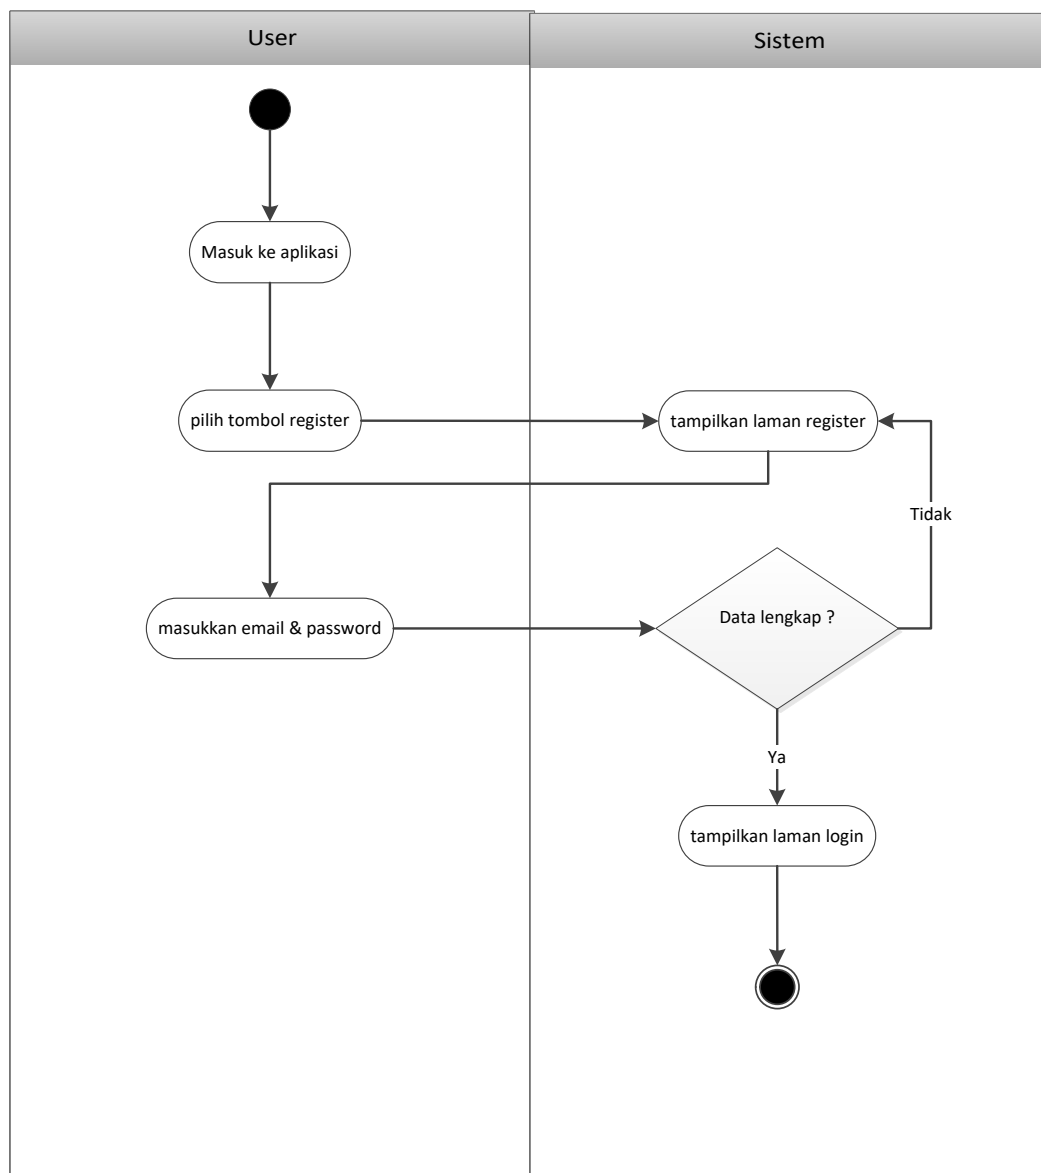 User
Sistem
Masuk ke aplikasi
pilih tombol register
tampilkan laman register
Tidak
masukkan email & password
Data lengkap ?
Ya
tampilkan laman login